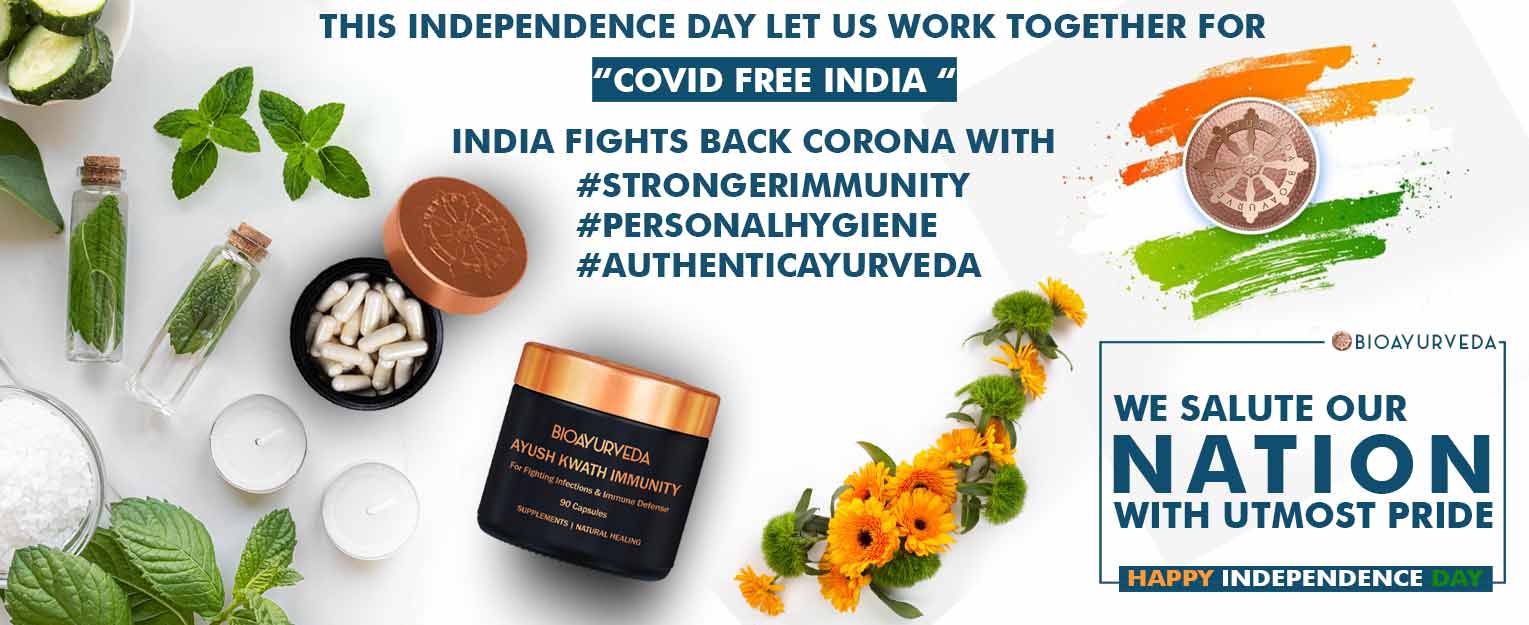 THIS INDEPENDENCE DAY LET US WORK TOGETHER FOR
“COVID FREE INDIA “
INDIA FIGHTS BACK CORONA WITH
#STRONGERIMMUNITY
#PERSONALHYGIENE
#AUTHENTICAYURVEDA
BIOAYURVEDA
AYUSH KWATH IMMUNITY
For Fighting Infections & Immune Defense
90 Capsules
SUPPLEMENTS | NATURAL HEALING
BIOAYURVEDA
WE SALUTE OUR
NATION
WITH UTMOST PRIDE
HAPPY INDEPENDENCE DAY